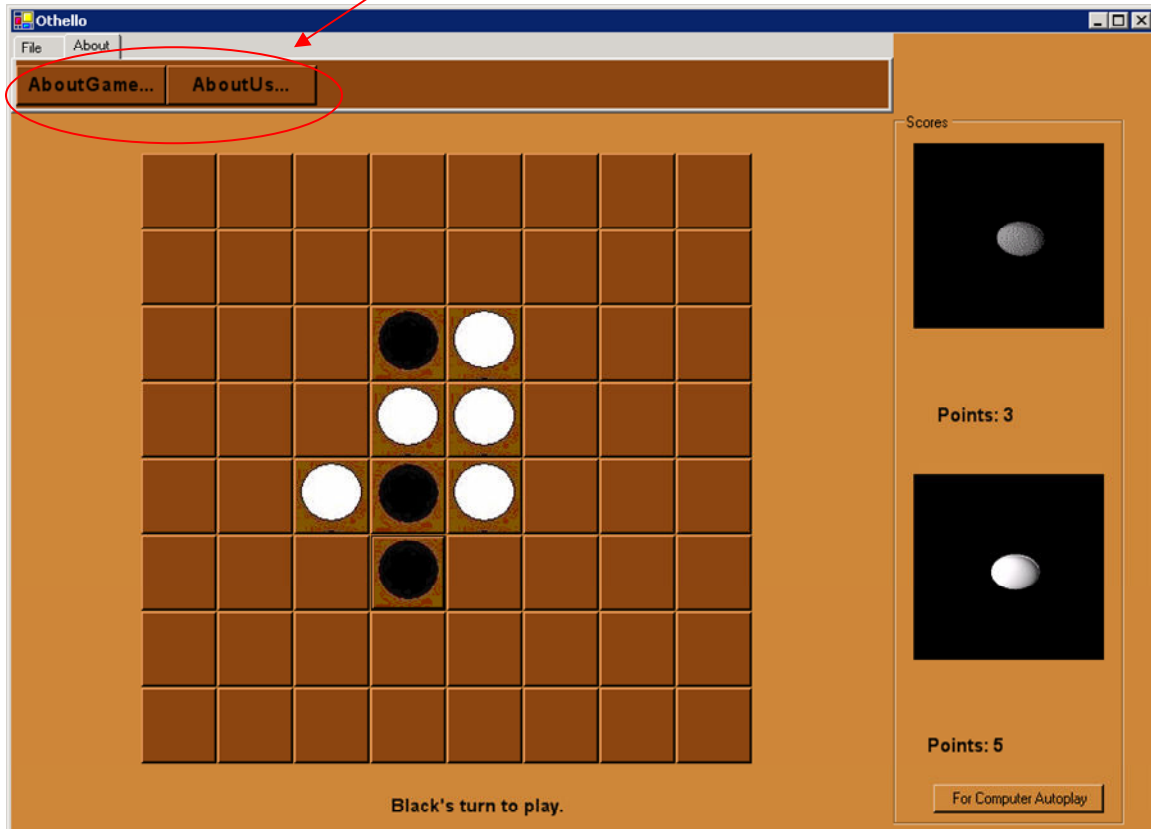 Othello
File About
AboutGame... AboutUs...
Scores
Points: 3
Points: 5
For Computer Autoplay
Black's turn to play.